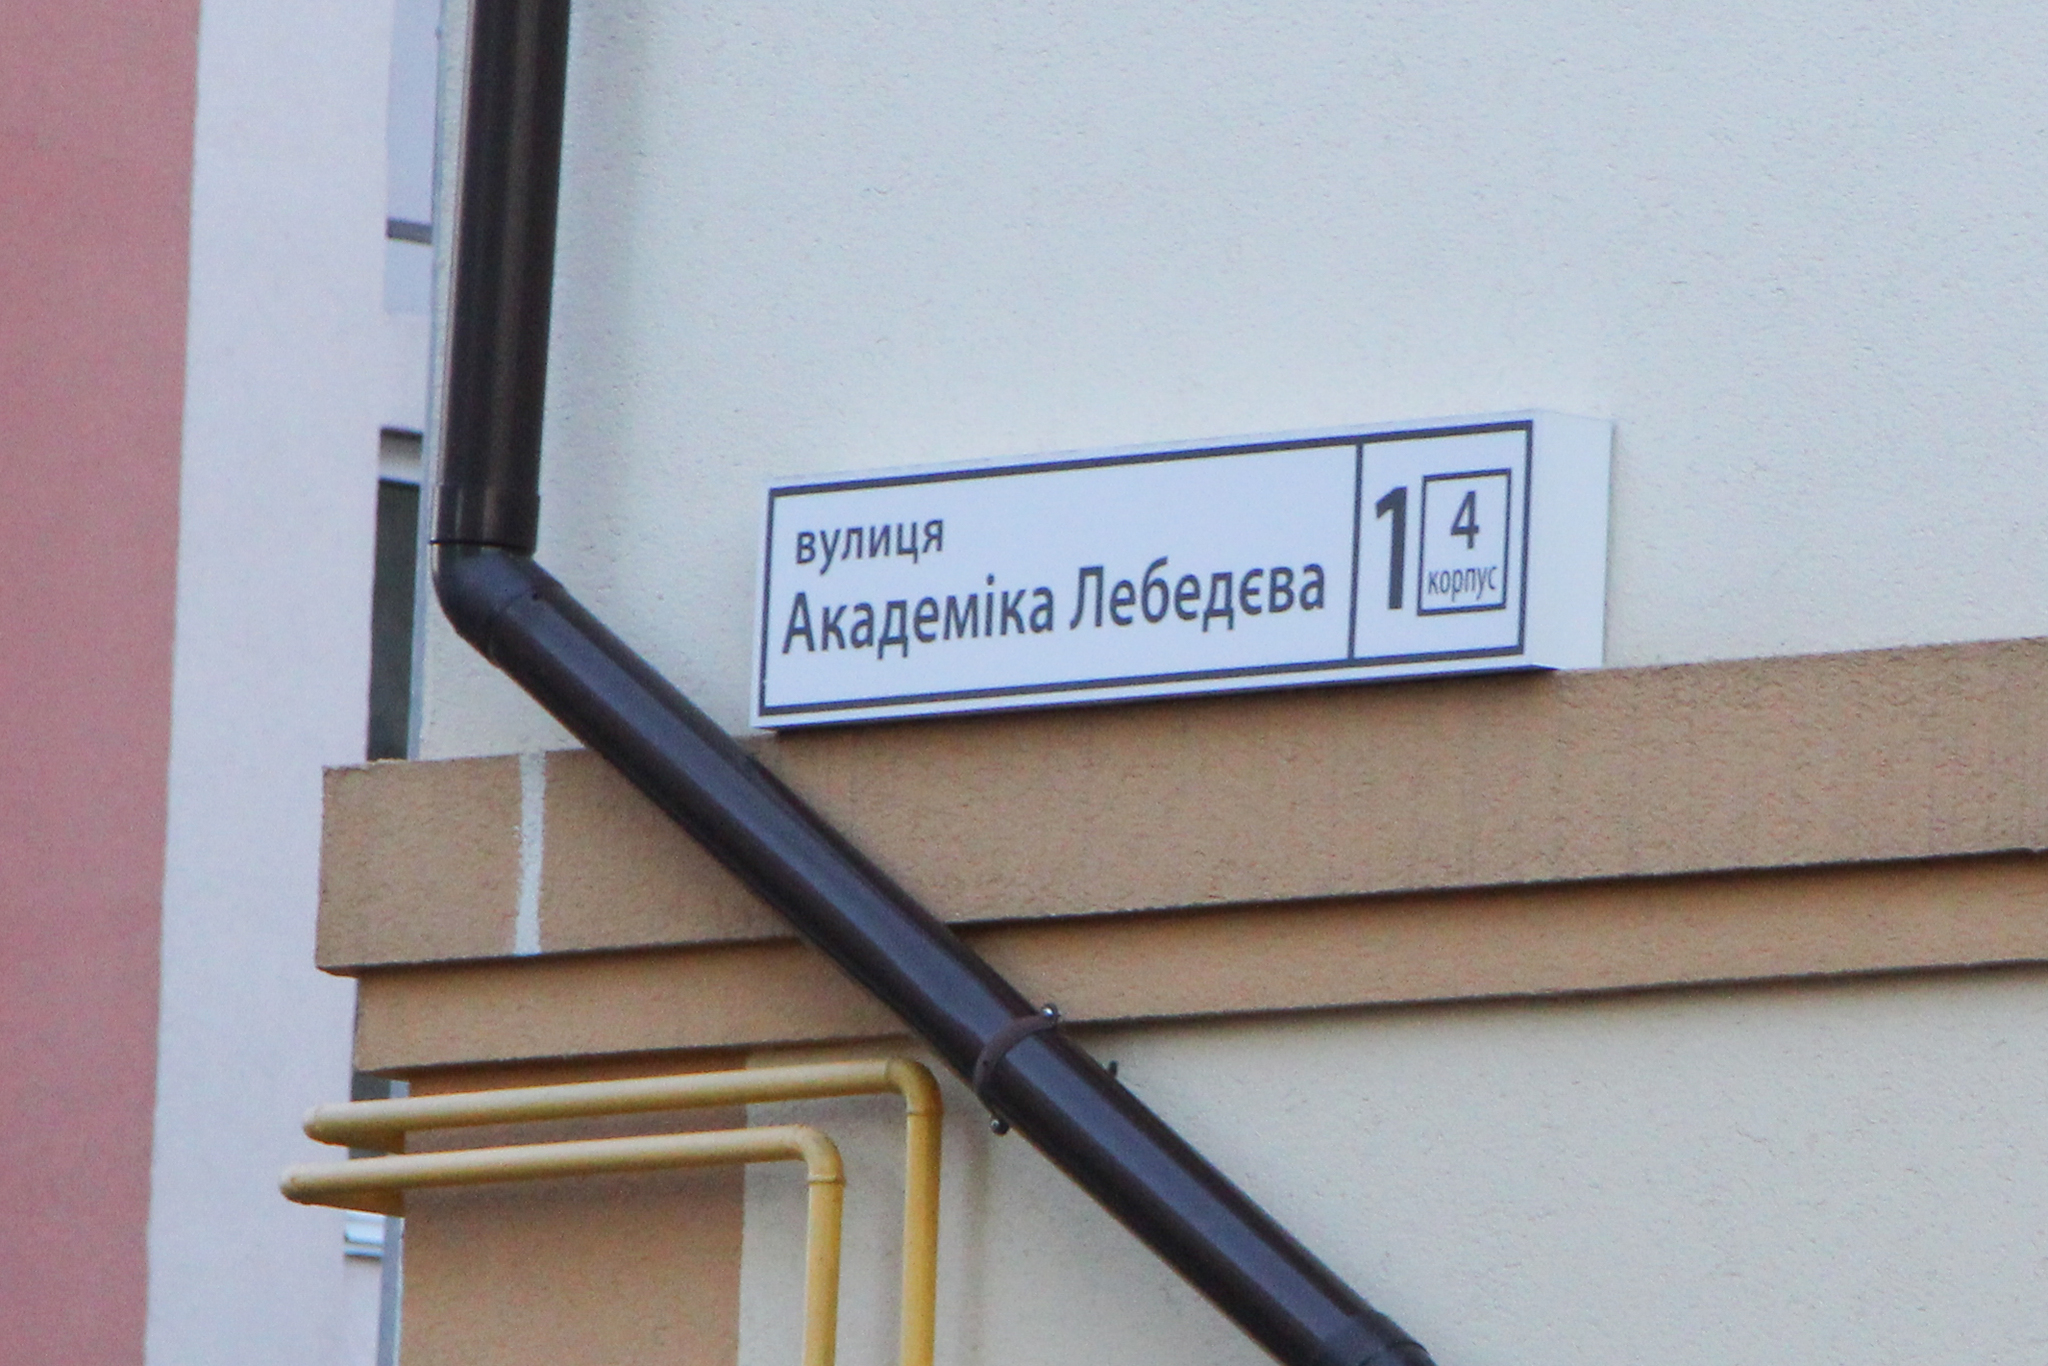 вулиця
Академіка Лебедєва
1
4
корпус